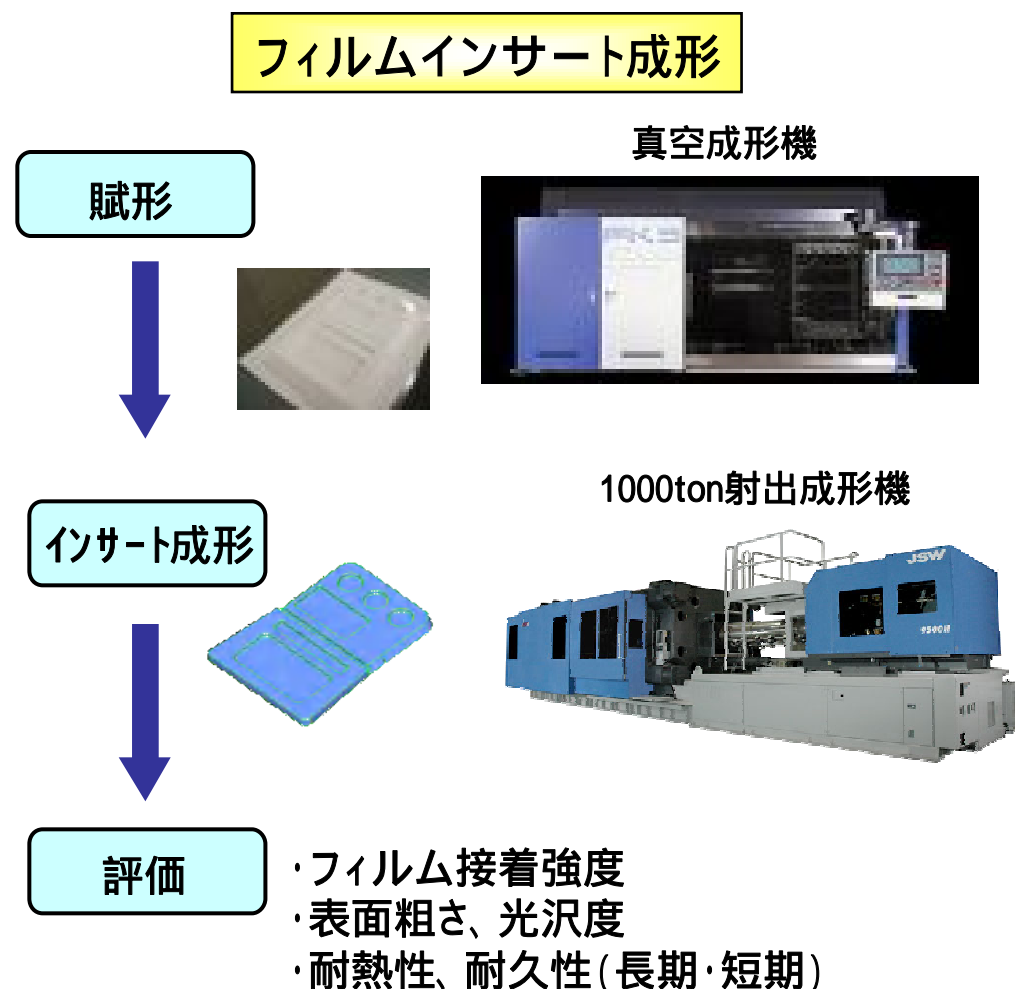 フィルムインサート成形
真空成形機
賦形
1000ton射出成形機
インサート成形
JSW
評価
・フィルム接着強度
・表面粗さ、光沢度
・耐熱性、耐久性(長期・短期)